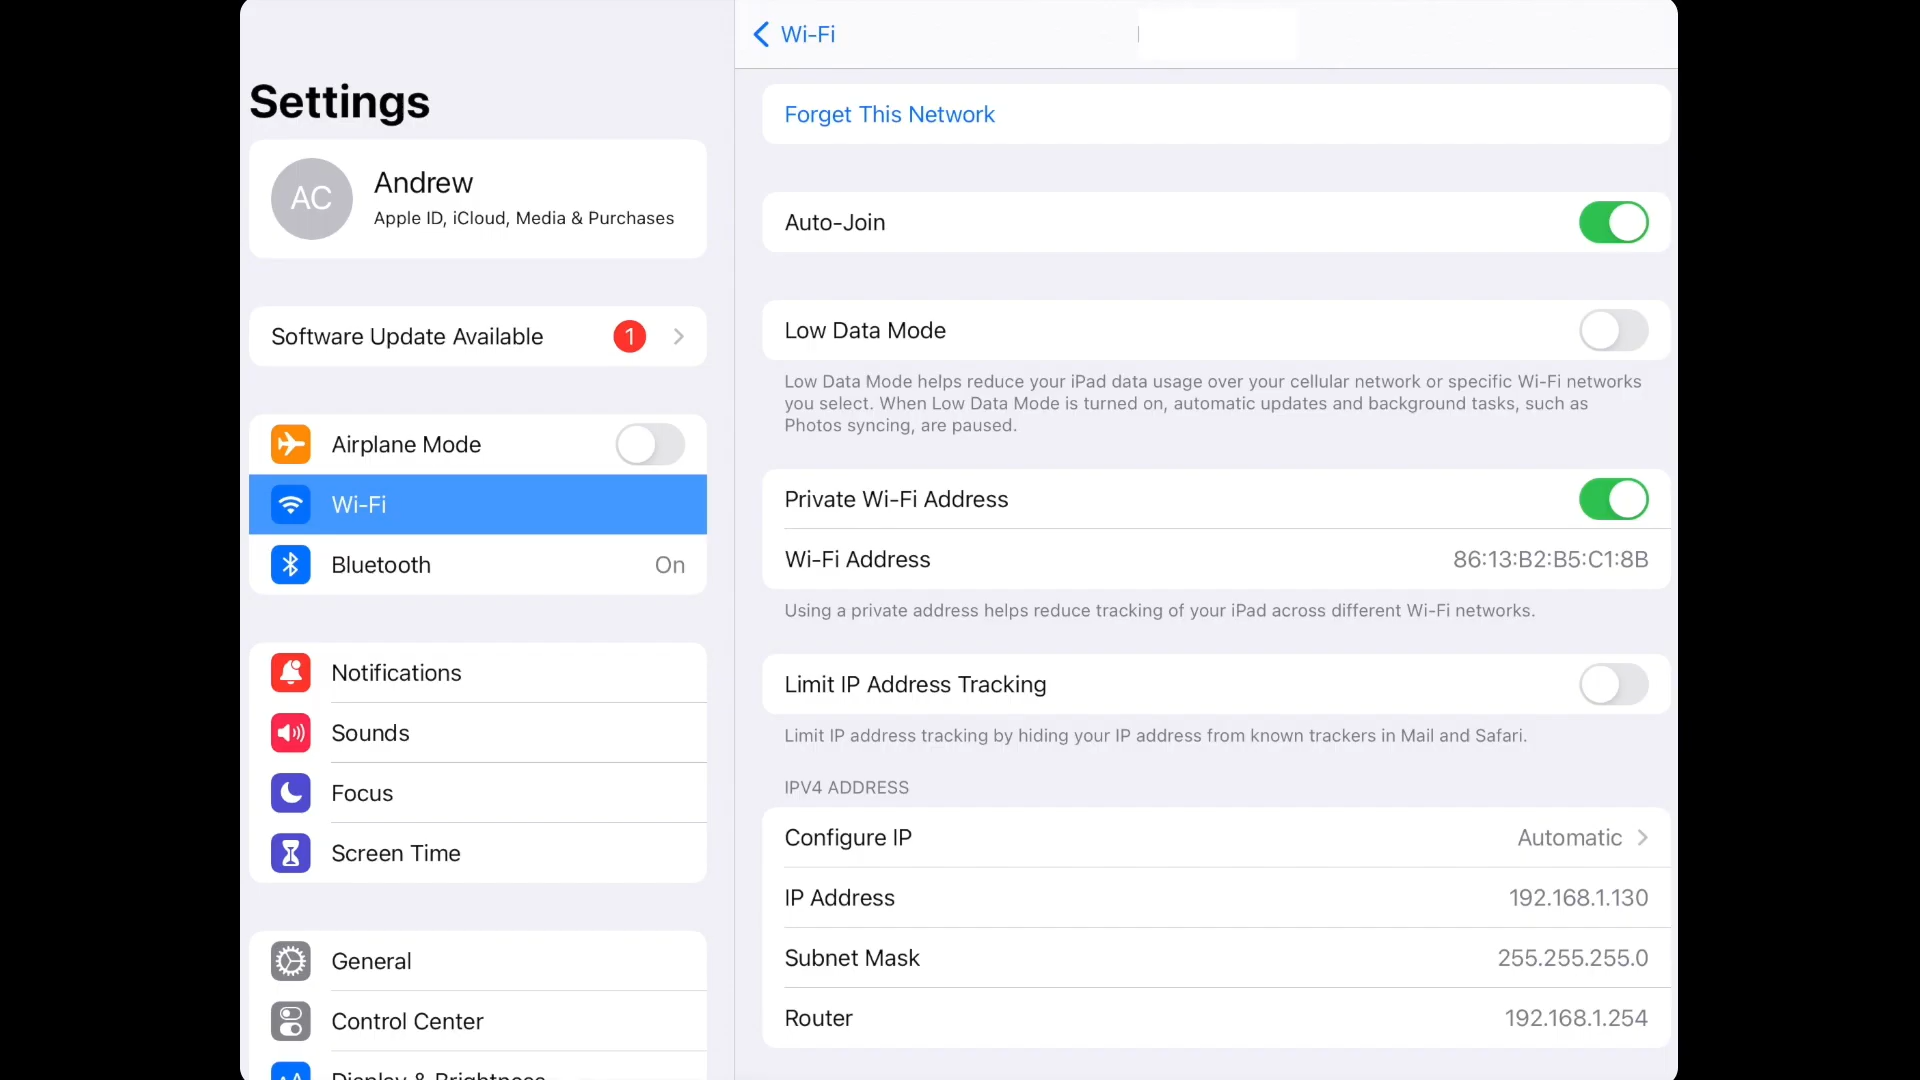 Settings
AC
Andrew
Apple ID, iCloud, Media & Purchases
Software Update Available 1
Airplane Mode
Wi-Fi
Bluetooth On
Notifications
Sounds
Focus
Screen Time
General
Control Center
Display & Brightness
Wi-Fi
Forget This Network
Auto-Join
Low Data Mode
Low Data Mode helps reduce your iPad data usage over your cellular network or specific Wi-Fi networks
you select. When Low Data Mode is turned on, automatic updates and background tasks, such as
Photos syncing, are paused.
Private Wi-Fi Address
Wi-Fi Address 86:13:B2:B5:C1:8B
Using a private address helps reduce tracking of your iPad across different Wi-Fi networks.
Limit IP Address Tracking
Limit IP address tracking by hiding your IP address from known trackers in Mail and Safari.
IPV4 ADDRESS
Configure IP Automatic
IP Address 192.168.1.130
Subnet Mask 255.255.255.0
Router 192.168.1.254